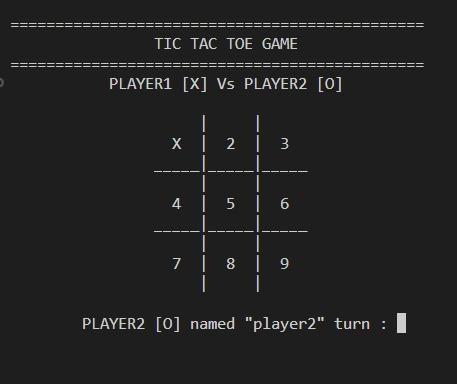 ==============================================
TIC TAC TOE GAME
==============================================
PLAYER1 [X] Vs PLAYER2 [O]
     |     |
  X  |  2  |  3
_____|_____|_____
     |     |
  4  |  5  |  6
_____|_____|_____
     |     |
  7  |  8  |  9
     |     |
PLAYER2 [O] named "player2" turn :